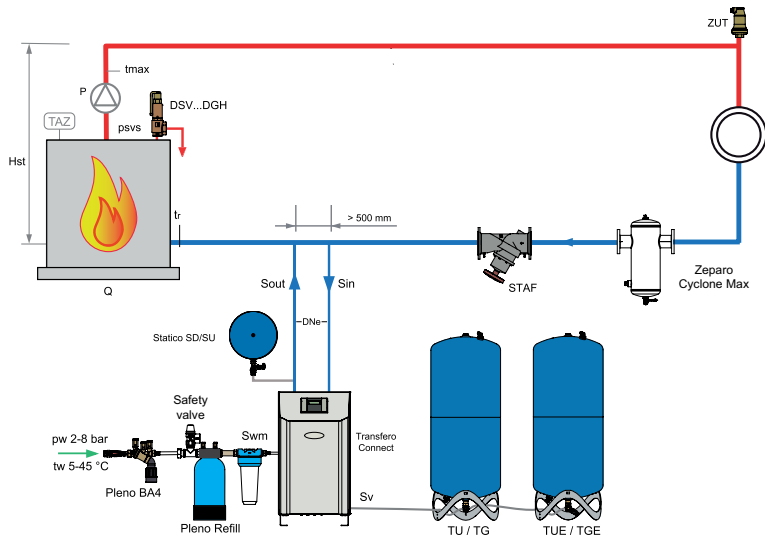 ZUT
tmax
P
DSV...DGH
TAZ
psvs
Hst
tr
> 500 mm
Q
Sout
Sin
STAF
Zeparo
Cyclone Max
DNe
Statico SD/SU
Safety
valve
Swm
Transfero
Connect
pw 2-8 bar
tw 5-45 °C
Pleno BA4
Pleno Refill
Sv
TU / TG
TUE / TGE